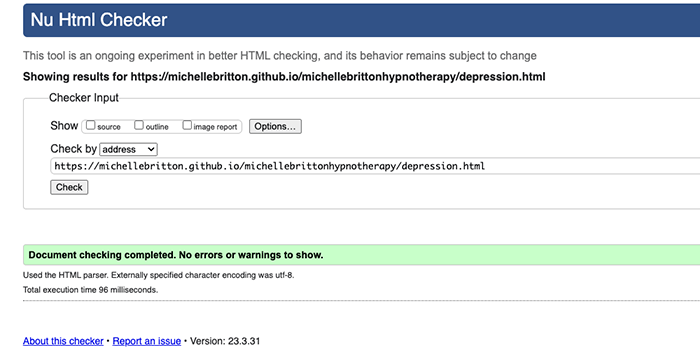 Nu Html Checker
This tool is an ongoing experiment in better HTML checking, and its behavior remains subject to change
Showing results for https://michellebritton.github.io/michellebrittonhypnotherapy/depression.html
Checker Input
Show source outline image report Options...
Check by address
https://michellebritton.github.io/michellebrittonhypnotherapy/depression.html
Check
Document checking completed. No errors or warnings to show.
Used the HTML parser. Externally specified character encoding was utf-8.
Total execution time 96 milliseconds.
About this checker • Report an issue • Version: 23.3.31